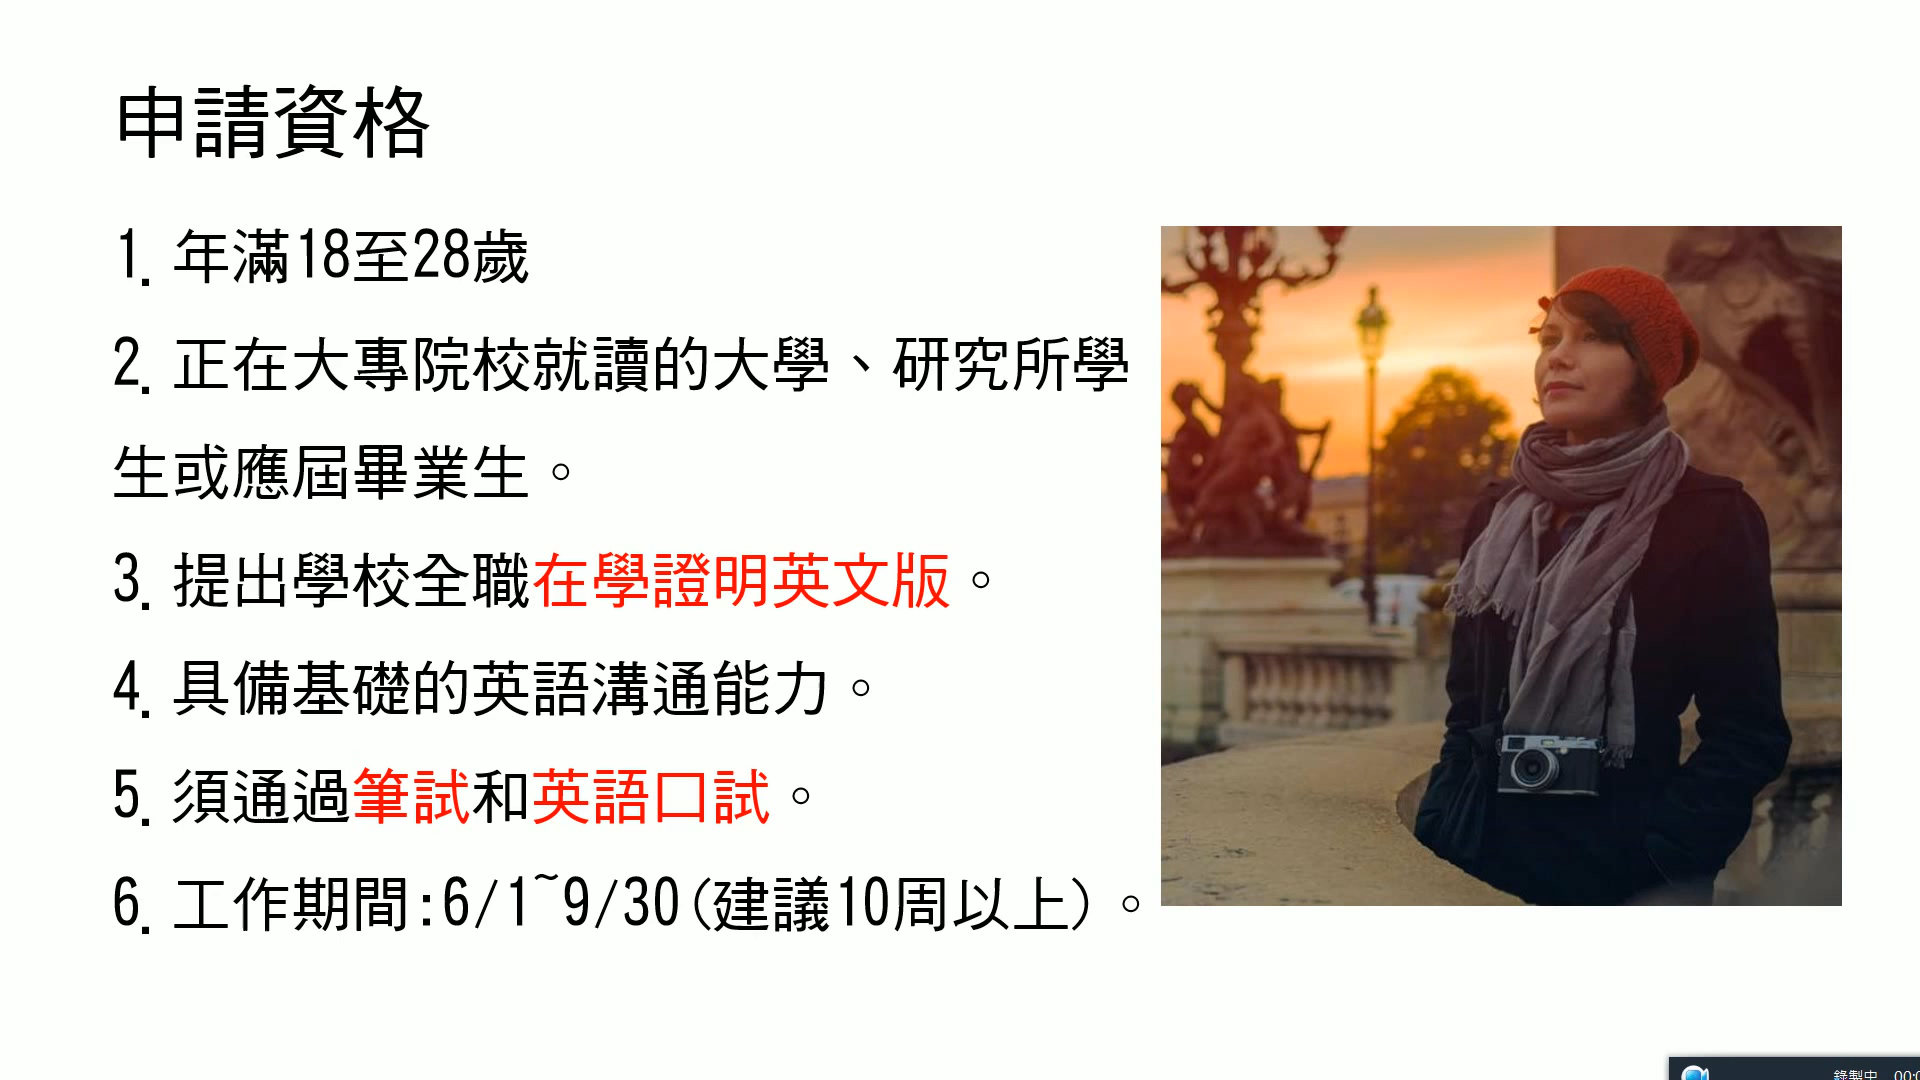 申請資格
1. 年滿18至28歲
2. 正在大專院校就讀的大學、研究所學
生或應屆畢業生。
3. 提出學校全職在學證明英文版。
4. 具備基礎的英語溝通能力。
5. 須通過筆試和英語口試。
6. 工作期間:6/1~9/30(建議10周以上)。
錄製中 00:0